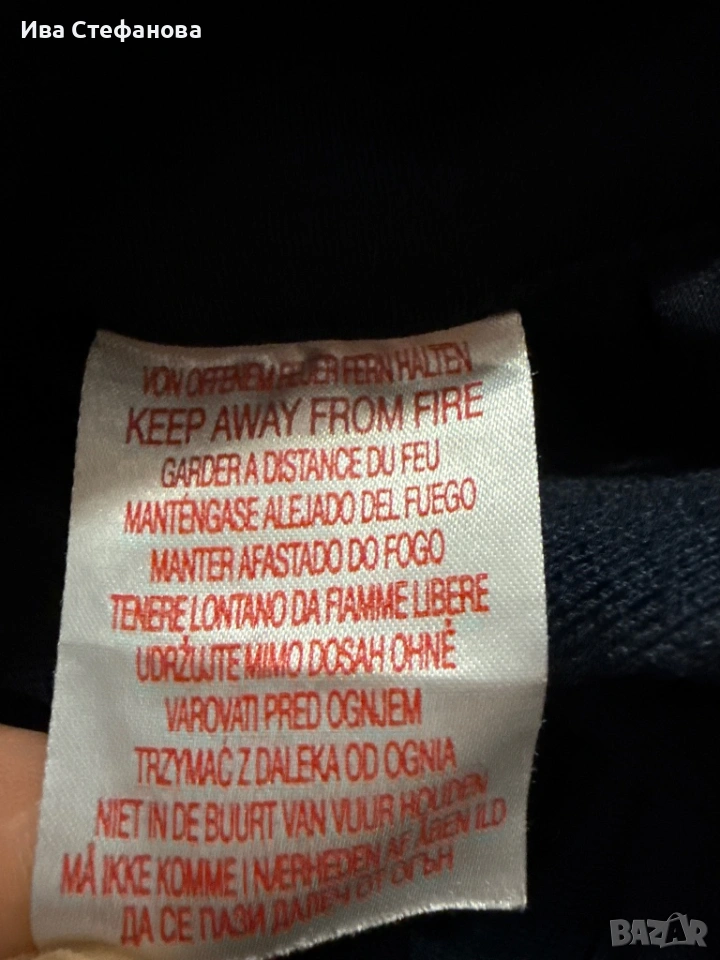 Ива Стефанова
VON OFFENEM FEUER FERN HALTEN
KEEP AWAY FROM FIRE
GARDER A DISTANCE DU FEU
MANTÉNGASE ALEJADO DEL FUEGO
MANTER AFASTADO DO FOGO
TENERE LONTANO DA FIAMME LIBERE
UDRŽUJTE MIMO DOSAH OHNĚ
VAROVATI PRED OGNJEM
TRZYMAĆ Z DALEKA OD OGNIA
NIET IN DE BUURT VAN VUUR HOUDEN
MÅ IKKE KOMME I NÆRHEDEN AF ÅBEN ILD
ДА СЕ ПАЗИ ДАЛЕЧ ОТ ОГЪН
BAZAR